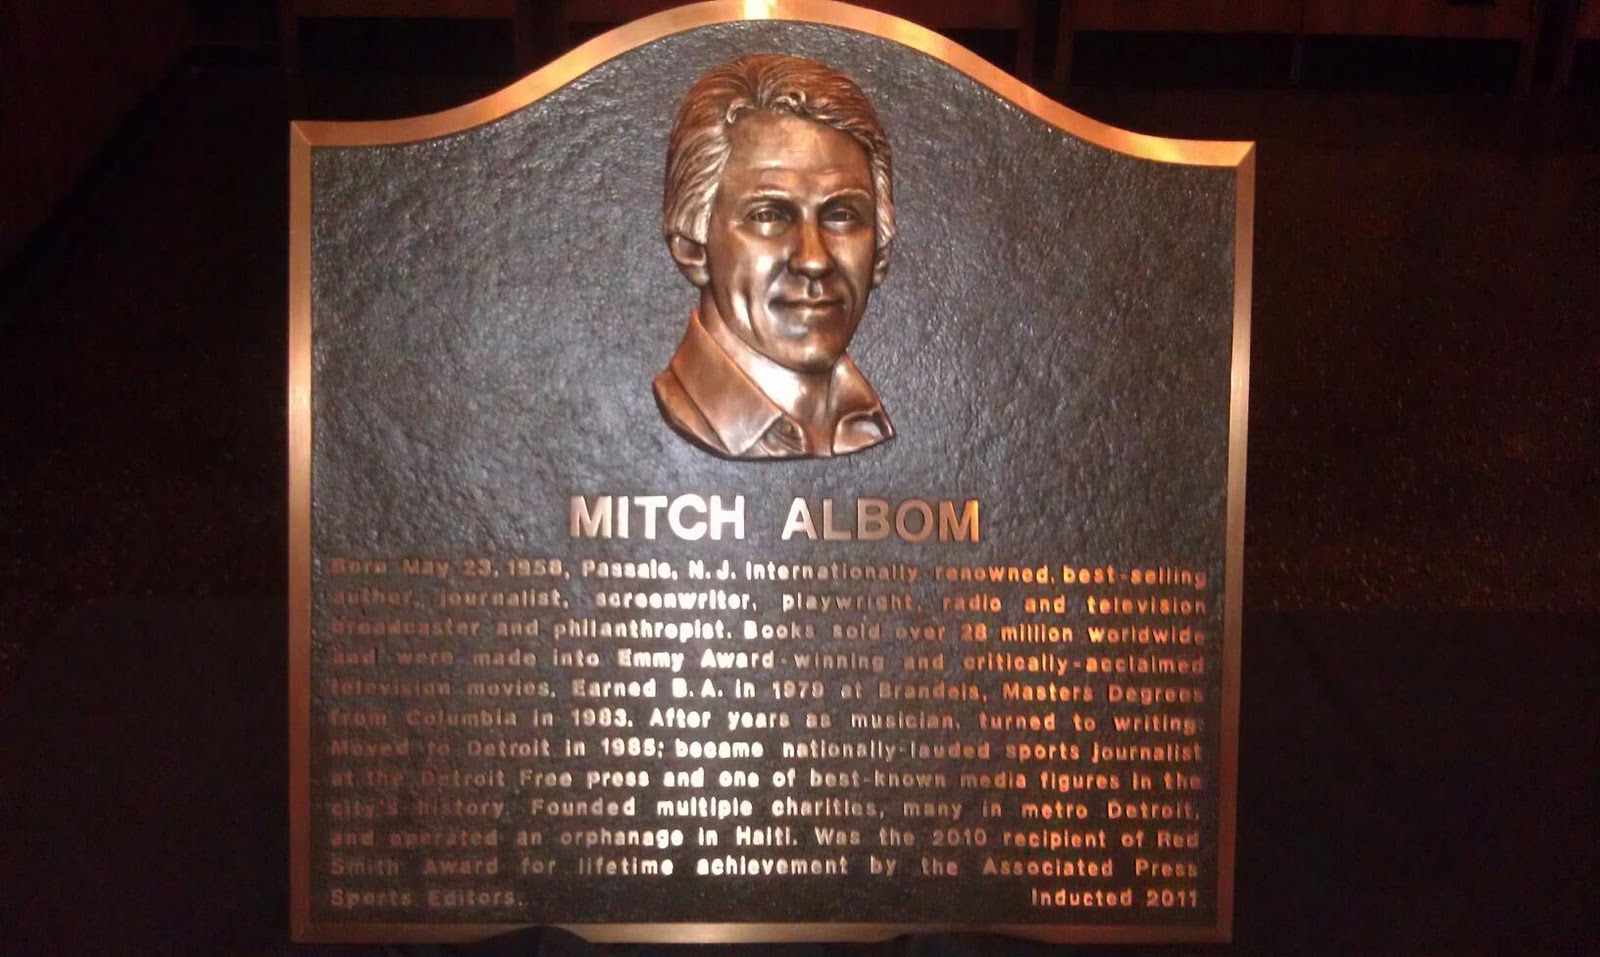 MITCH ALBOM
Born May 23, 1958, Passaic, N.J. Internationally renowned, best-selling
author, journalist, screenwriter, playwright, radio and television
broadcaster and philanthropist. Books sold over 28 million worldwide
and were made into Emmy Award-winning and critically-acclaimed
television movies. Earned B.A. in 1979 at Brandeis, Masters Degrees
from Columbia in 1983. After years as musician, turned to writing.
Moved to Detroit in 1985; became nationally-lauded sports journalist
at the Detroit Free press and one of best-known media figures in the
city's history. Founded multiple charities, many in metro Detroit,
and operated an orphanage in Haiti. Was the 2010 recipient of Red
Smith Award for lifetime achievement by the Associated Press
Sports Editors. Inducted 2011